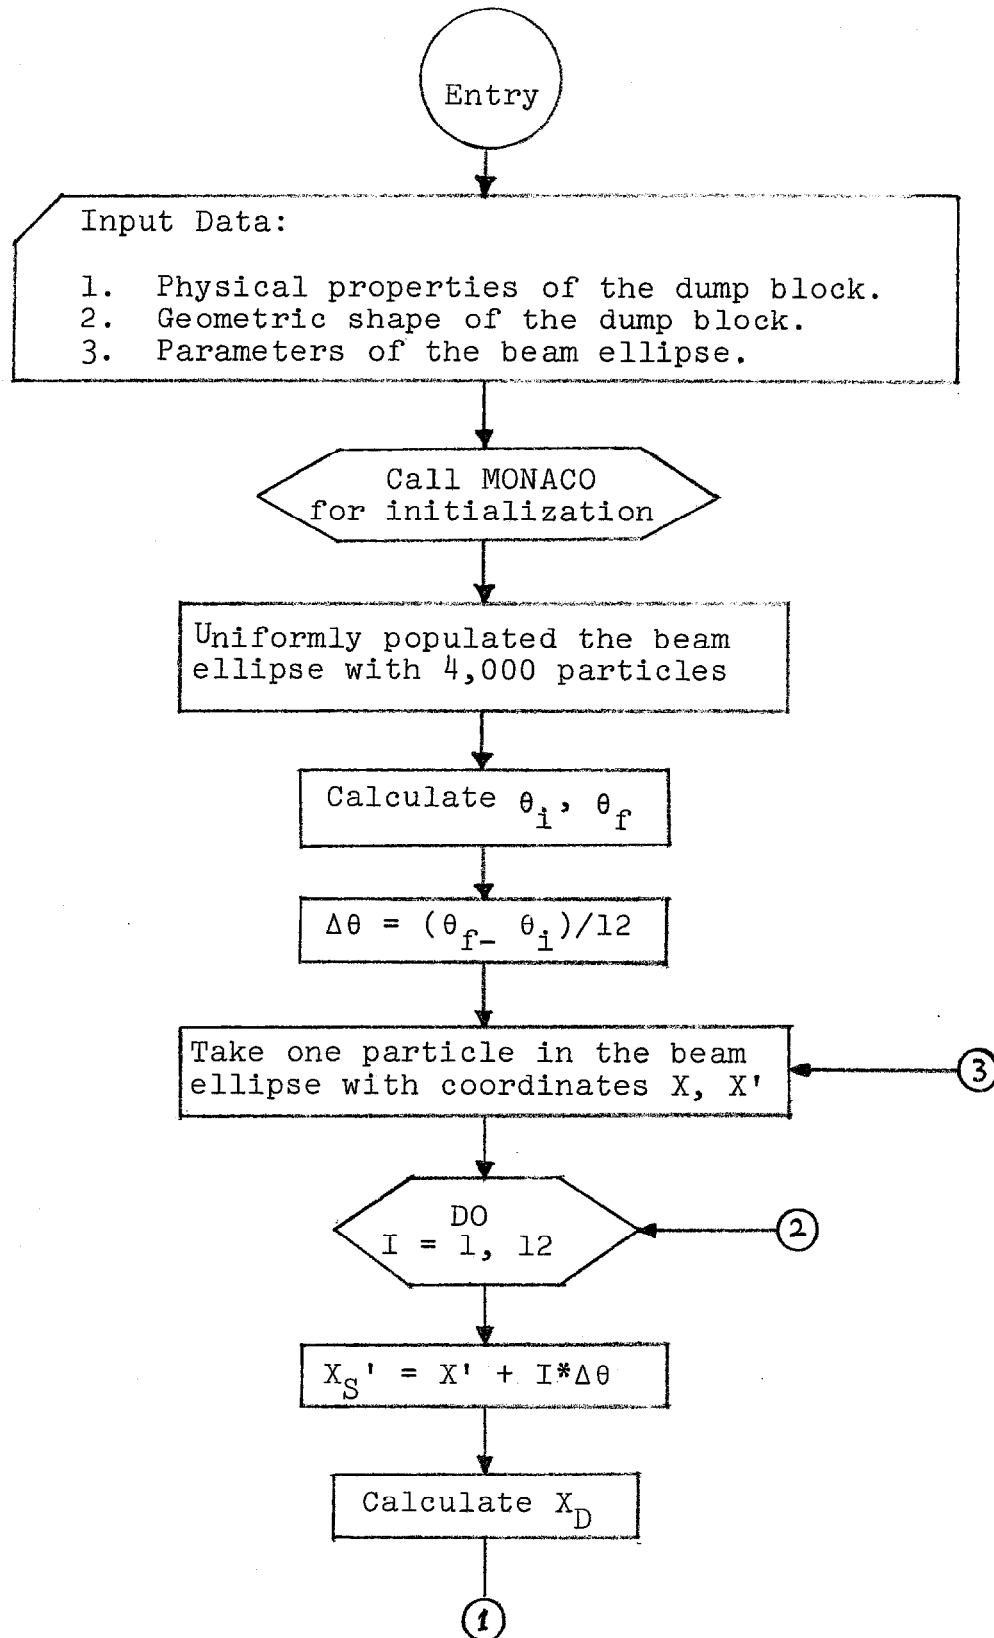 Entry
Input Data:
1. Physical properties of the dump block.
2. Geometric shape of the dump block.
3. Parameters of the beam ellipse.
Call MONACO
for initialization
Uniformly populated the beam
ellipse with 4,000 particles
Calculate θi, θf
Δθ = (θf- θi)/12
Take one particle in the beam
ellipse with coordinates X, X'
3
DO
I = 1, 12
2
XS' = X' + I*Δθ
Calculate XD
1